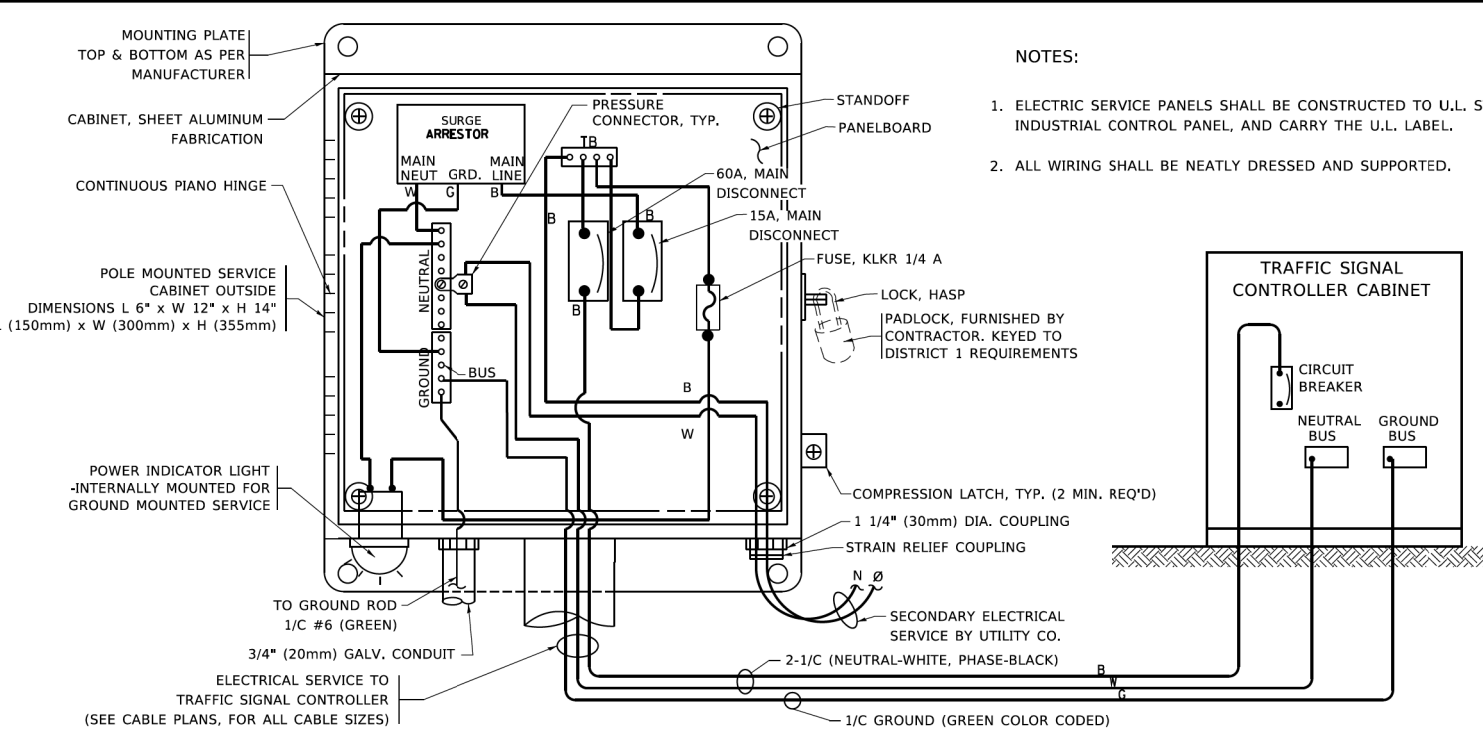 MOUNTING PLATE
TOP & BOTTOM AS PER
MANUFACTURER
CABINET, SHEET ALUMINUM
FABRICATION
CONTINUOUS PIANO HINGE
POLE MOUNTED SERVICE
CABINET OUTSIDE
DIMENSIONS L 6" x W 12" x H 14"
(150mm) x W (300mm) x H (355mm)
POWER INDICATOR LIGHT
-INTERNALLY MOUNTED FOR
GROUND MOUNTED SERVICE
TO GROUND ROD
1/C #6 (GREEN)
3/4" (20mm) GALV. CONDUIT
ELECTRICAL SERVICE TO
TRAFFIC SIGNAL CONTROLLER
(SEE CABLE PLANS, FOR ALL CABLE SIZES)
SURGE
ARRESTOR
MAIN
NEUT
GRD.
MAIN
LINE
W
G
B
PRESSURE
CONNECTOR, TYP.
TB
STANDOFF
PANELBOARD
60A, MAIN
DISCONNECT
15A, MAIN
DISCONNECT
B
B
B
NEUTRAL
GROUND
BUS
FUSE, KLKR 1/4 A
LOCK, HASP
PADLOCK, FURNISHED BY
CONTRACTOR. KEYED TO
DISTRICT 1 REQUIREMENTS
B
W
COMPRESSION LATCH, TYP. (2 MIN. REQ'D)
1 1/4" (30mm) DIA. COUPLING
STRAIN RELIEF COUPLING
N Ø
SECONDARY ELECTRICAL
SERVICE BY UTILITY CO.
2-1/C (NEUTRAL-WHITE, PHASE-BLACK)
B
W
G
1/C GROUND (GREEN COLOR CODED)
NOTES:
1. ELECTRIC SERVICE PANELS SHALL BE CONSTRUCTED TO U.L. S
INDUSTRIAL CONTROL PANEL, AND CARRY THE U.L. LABEL.
2. ALL WIRING SHALL BE NEATLY DRESSED AND SUPPORTED.
TRAFFIC SIGNAL
CONTROLLER CABINET
CIRCUIT
BREAKER
NEUTRAL
BUS
GROUND
BUS